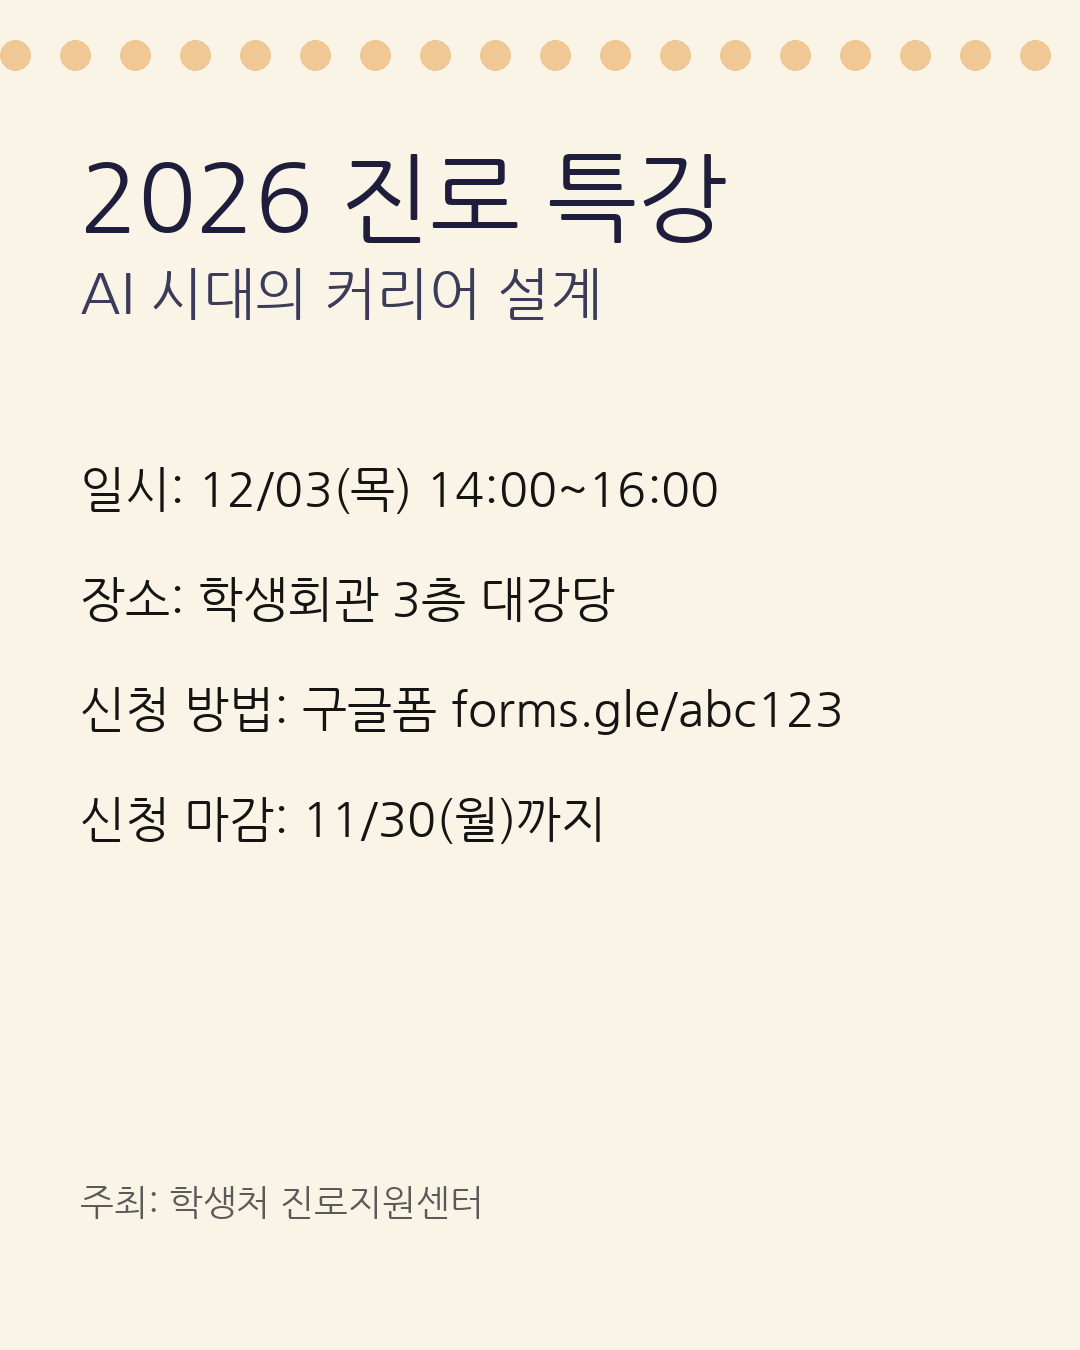 2026 진로 특강
AI 시대의 커리어 설계
일시: 12/03(목) 14:00~16:00
장소: 학생회관 3층 대강당
신청 방법: 구글폼 forms.gle/abc123
신청 마감: 11/30(월)까지
주최: 학생처 진로지원센터